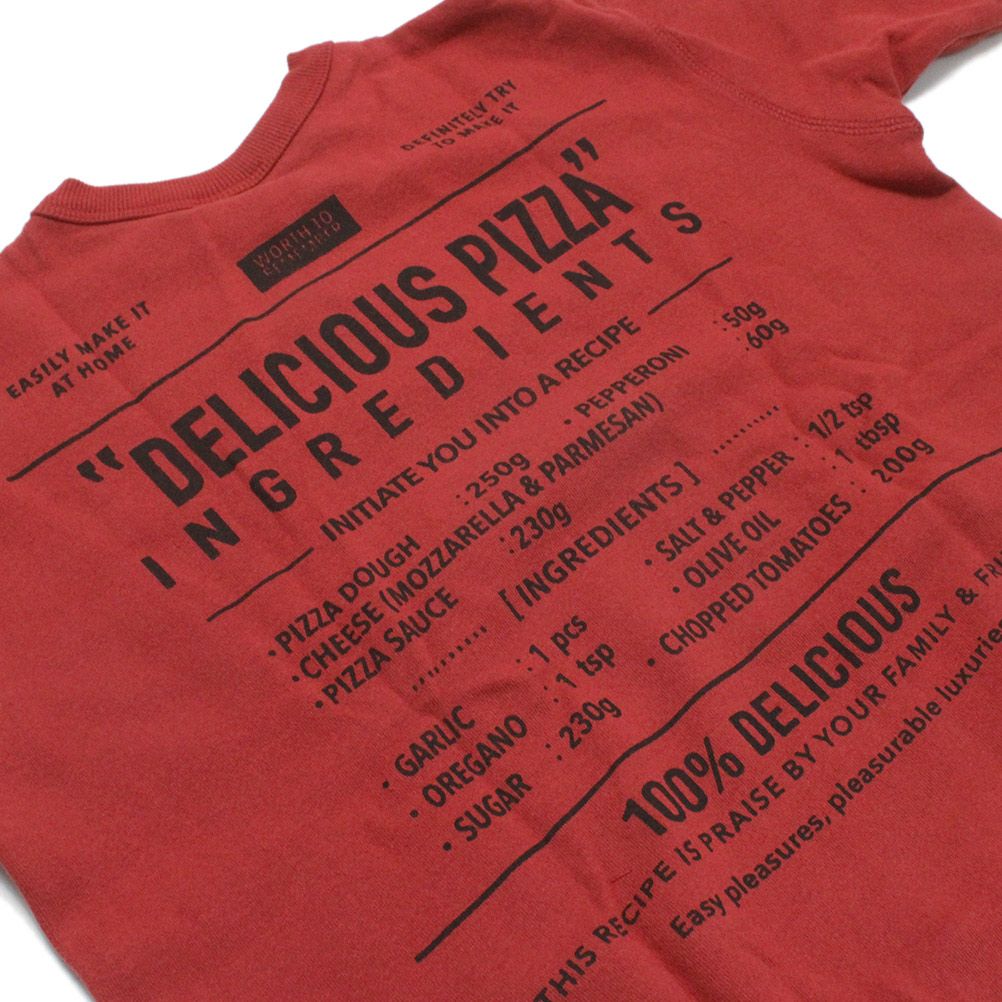 EASILY MAKE IT
AT HOME
WORTH TO
REMEMBER
DEFINITELY TRY
TO MAKE IT
"DELICIOUS PIZZA"
INGREDIENTS
INITIATE YOU INTO A RECIPE
· PIZZA DOUGH : 250g · PEPPERONI : 50g
· CHEESE (MOZZARELLA & PARMESAN) : 60g
· PIZZA SAUCE : 230g
........ [ INGREDIENTS ] ........
· GARLIC : 1 pcs · SALT & PEPPER : 1/2 tsp
· OREGANO : 1 tsp · OLIVE OIL : 1 tbsp
· SUGAR : 230g · CHOPPED TOMATOES : 200g
100% DELICIOUS
THIS RECIPE IS PRAISE BY YOUR FAMILY &
Easy pleasures, pleasurable luxuries